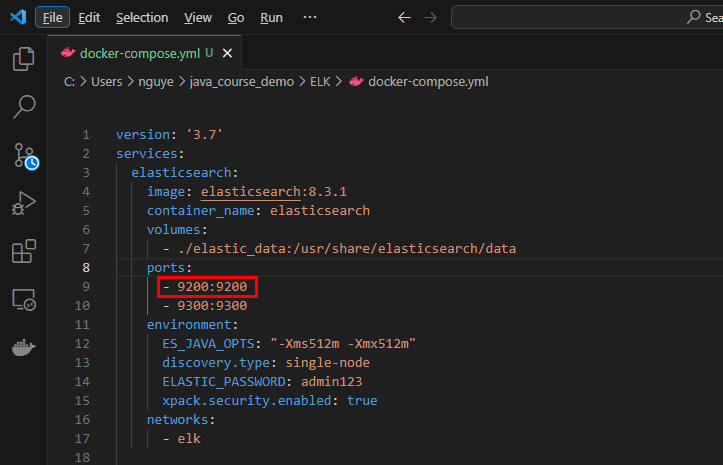 File Edit Selection View Go Run ··· Sea
docker-compose.yml U
C: > Users > nguye > java_course_demo > ELK > docker-compose.yml
1 version: '3.7'
2 services:
3 elasticsearch:
4 image: elasticsearch:8.3.1
5 container_name: elasticsearch
6 volumes:
7 - ./elastic_data:/usr/share/elasticsearch/data
8 ports:
9 - 9200:9200
10 - 9300:9300
11 environment:
12 ES_JAVA_OPTS: "-Xms512m -Xmx512m"
13 discovery.type: single-node
14 ELASTIC_PASSWORD: admin123
15 xpack.security.enabled: true
16 networks:
17 - elk
18